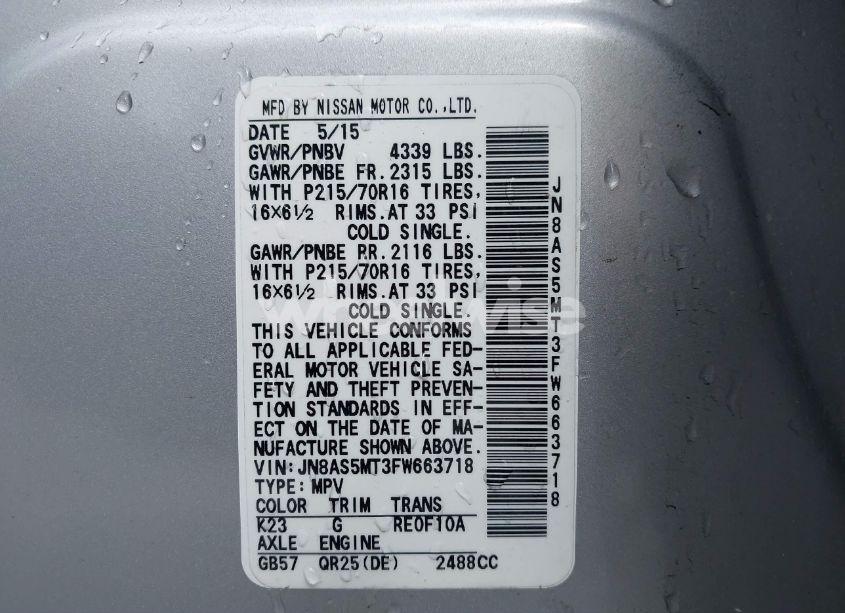 MFD BY NISSAN MOTOR CO.,LTD.
DATE 5/15
GVWR/PNBV 4339 LBS.
GAWR/PNBE FR.2315 LBS.
WITH P215/70R16 TIRES,
16X6½ RIMS.AT 33 PSI
COLD SINGLE.
GAWR/PNBE RR.2116 LBS.
WITH P215/70R16 TIRES,
16X6½ RIMS.AT 33 PSI
COLD SINGLE.
THIS VEHICLE CONFORMS
TO ALL APPLICABLE FED-
ERAL MOTOR VEHICLE SA-
FETY AND THEFT PREVEN-
TION STANDARDS IN EFF-
ECT ON THE DATE OF MA-
NUFACTURE SHOWN ABOVE.
VIN:JN8AS5MT3FW663718
TYPE:MPV
COLOR TRIM TRANS
K23 G RE0F10A
AXLE ENGINE
GB57 QR25(DE) 2488CC
JN8AS5MT3FW663718